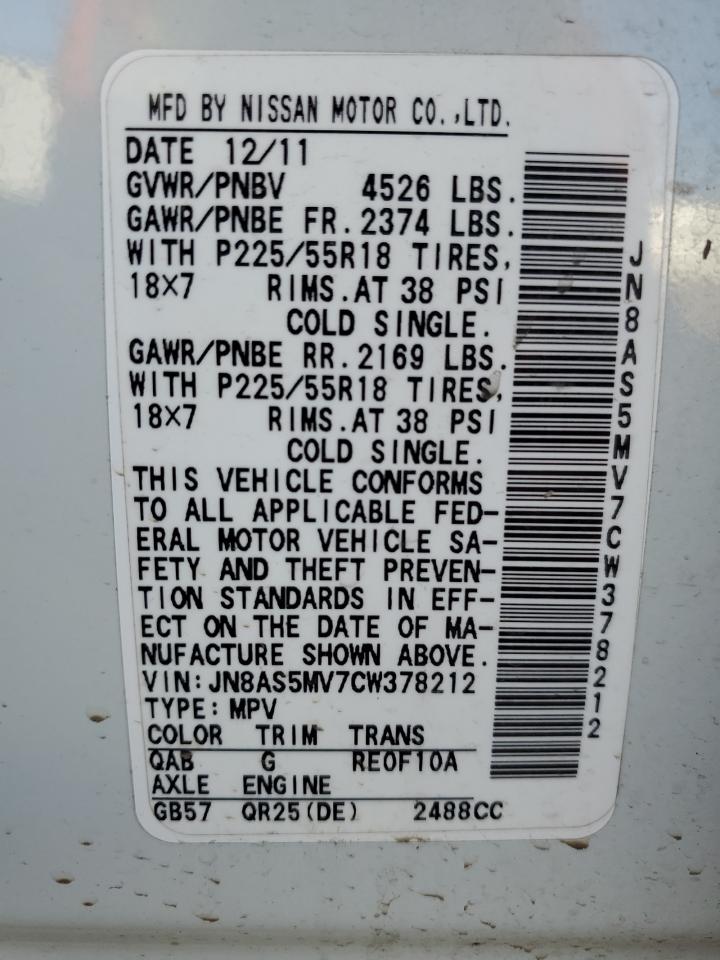 MFD BY NISSAN MOTOR CO.,LTD.
DATE 12/11
GVWR/PNBV 4526 LBS.
GAWR/PNBE FR.2374 LBS.
WITH P225/55R18 TIRES,
18X7 RIMS.AT 38 PSI
COLD SINGLE.
GAWR/PNBE RR.2169 LBS.
WITH P225/55R18 TIRES,
18X7 RIMS.AT 38 PSI
COLD SINGLE.
THIS VEHICLE CONFORMS
TO ALL APPLICABLE FED-
ERAL MOTOR VEHICLE SA-
FETY AND THEFT PREVEN-
TION STANDARDS IN EFF-
ECT ON THE DATE OF MA-
NUFACTURE SHOWN ABOVE.
VIN:JN8AS5MV7CW378212
TYPE:MPV
COLOR TRIM TRANS
QAB G RE0F10A
AXLE ENGINE
GB57 QR25(DE) 2488CC
JN8AS5MV7CW378212